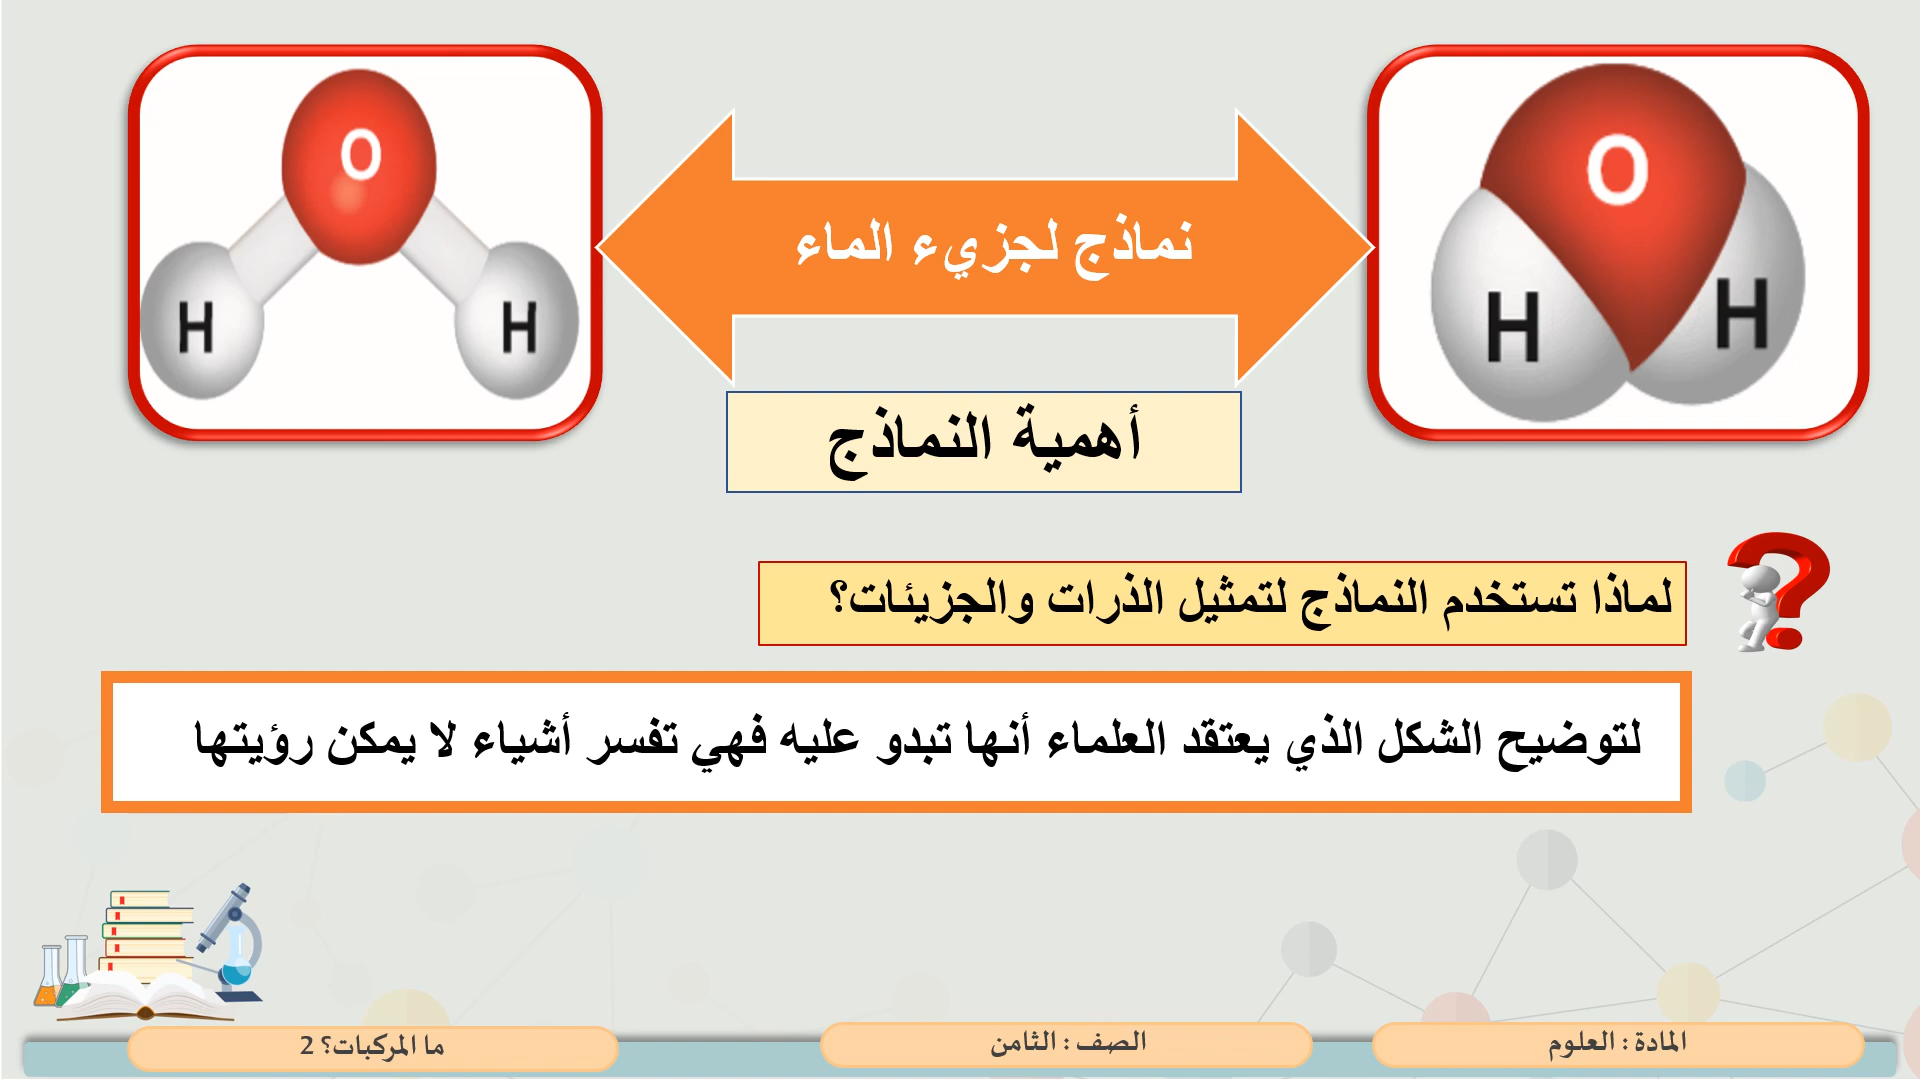 O
H
H
نماذج لجزيء الماء
O
H
H
أهمية النماذج
لماذا تستخدم النماذج لتمثيل الذرات والجزيئات؟
لتوضيح الشكل الذي يعتقد العلماء أنها تبدو عليه فهي تفسر أشياء لا يمكن رؤيتها
المادة : العلوم
الصف : الثامن
ما المركبات؟ 2